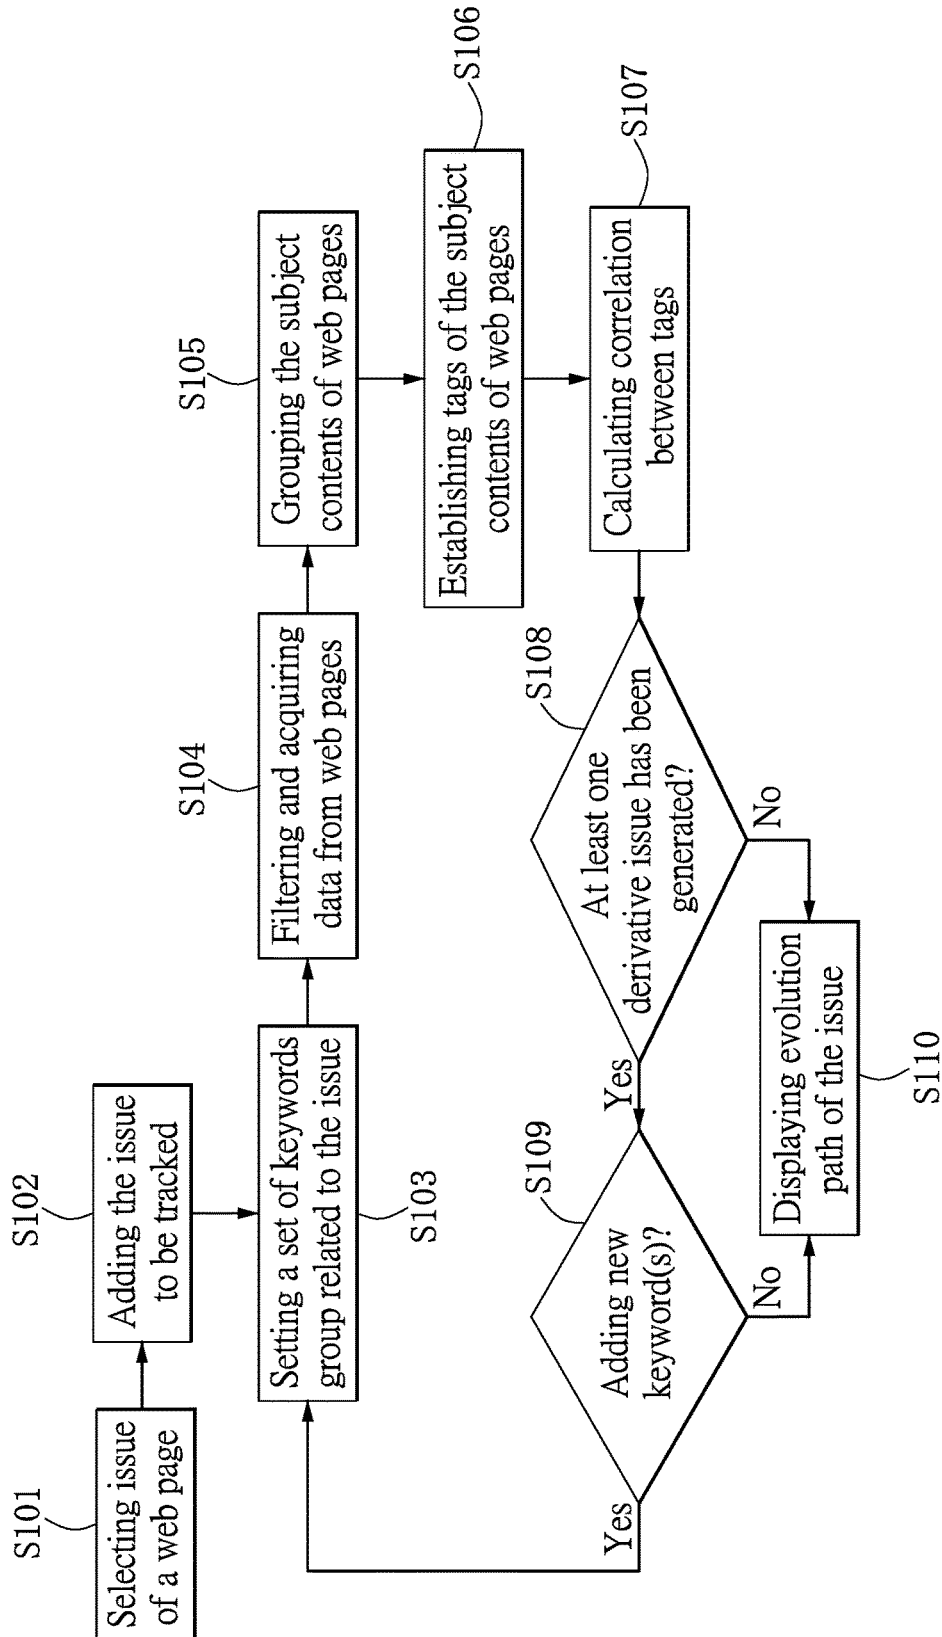 S101
Selecting issue
of a web page
S102
Adding the issue
to be tracked
S103
Setting a set of keywords
group related to the issue
S104
Filtering and acquiring
data from web pages
S105
Grouping the subject
contents of web pages
S106
Establishing tags of the subject
contents of web pages
S107
Calculating correlation
between tags
S108
At least one
derivative issue has been
generated?
Yes
No
S109
Adding new
keyword(s)?
Yes
No
Displaying evolution
path of the issue
S110